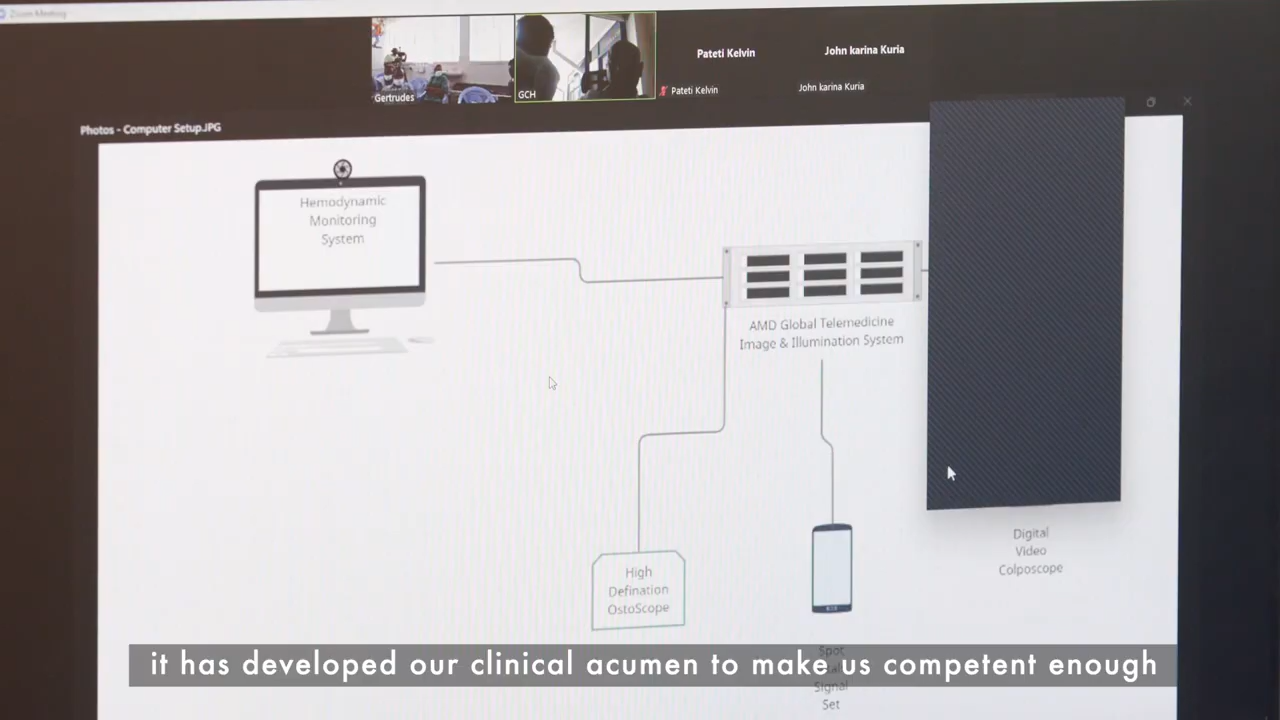 Zoom Meeting
Pateti Kelvin
John karina Kuria
Gertrudes
GCH
Pateti Kelvin
John karina Kuria
Photos - Computer Setup.JPG
Hemodynamic
Monitoring
System
AMD Global Telemedicine
Image & Illumination System
Digital
Video
Colposcope
High
Defination
OstoScope
Spot
Signal
Set
it has developed our clinical acumen to make us competent enough